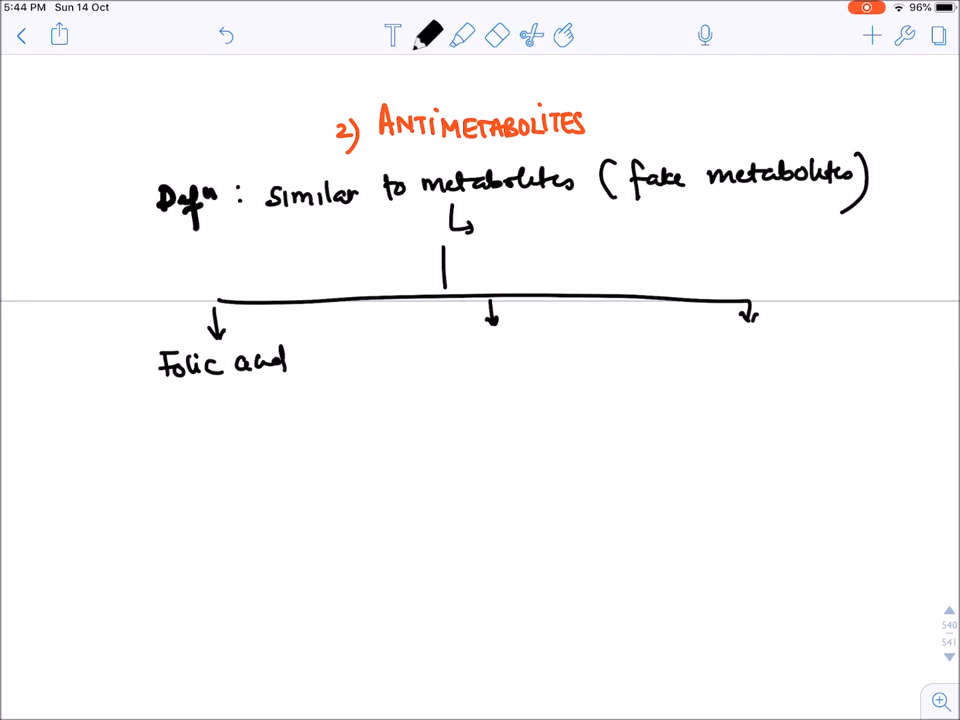 5:44 PM Sun 14 Oct 96%
T
2) ANTIMETABOLITES
Defn : similar to metabolites (fake metabolites)
Folic acid
540
541